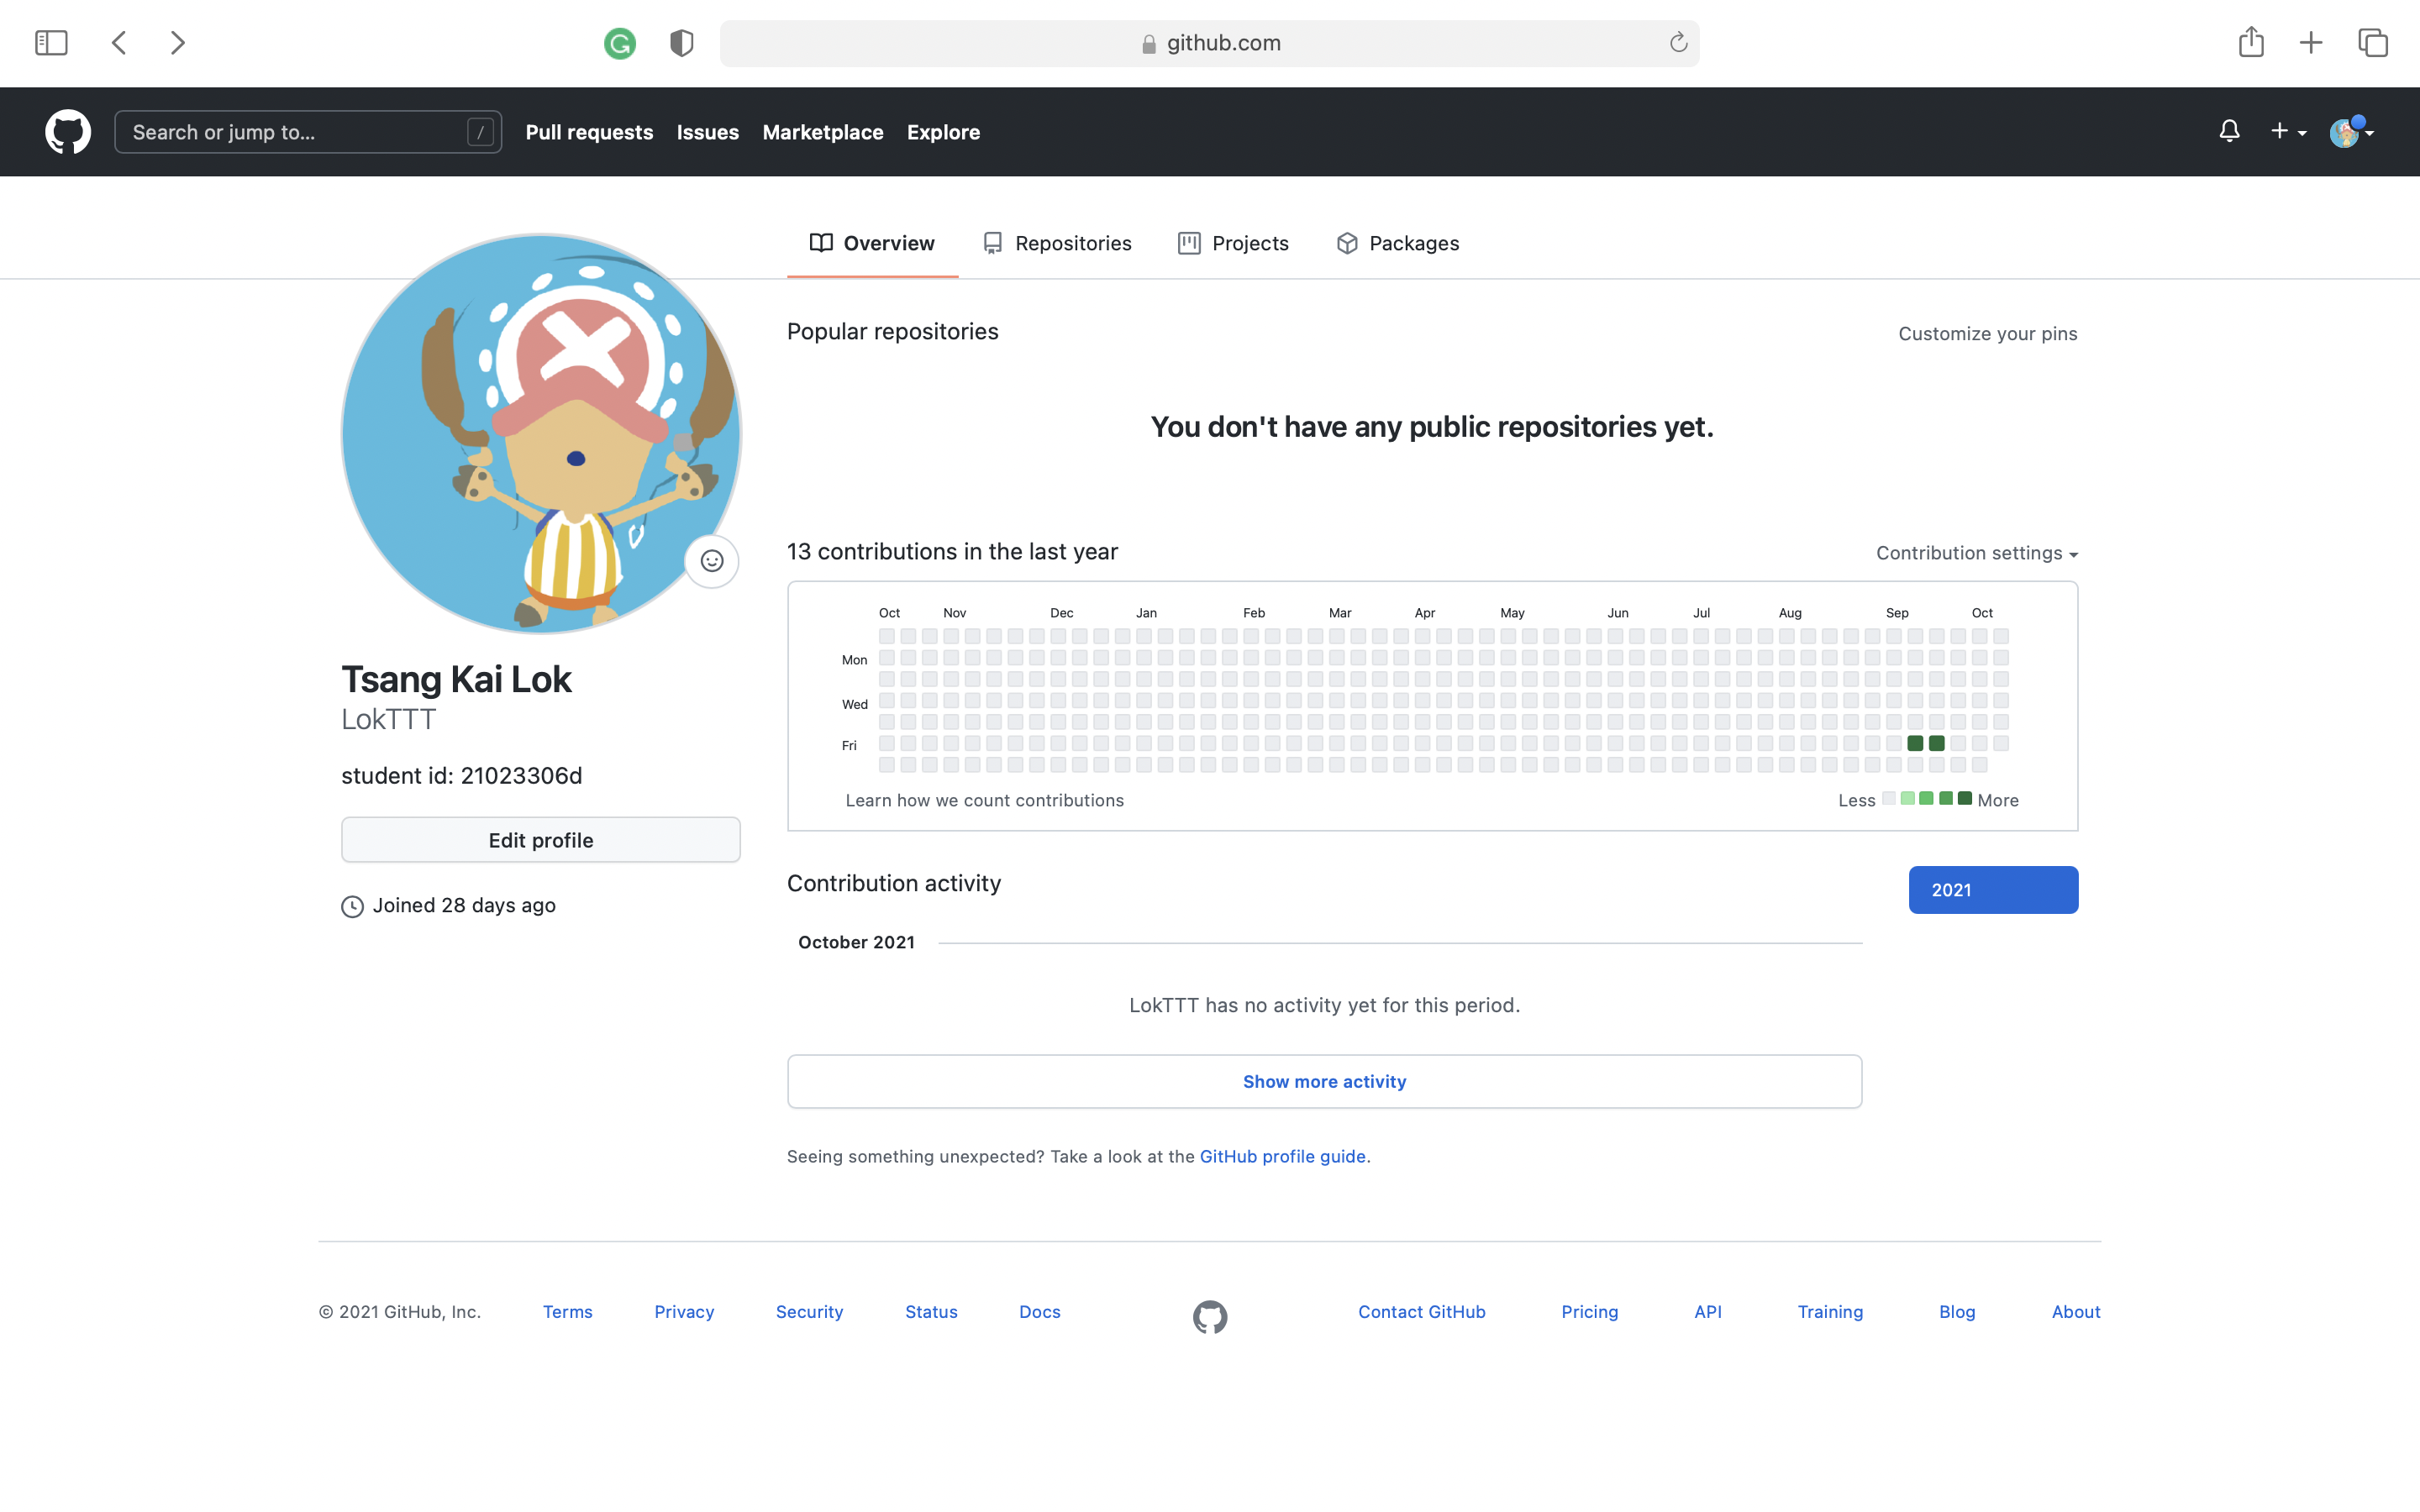 github.com
Search or jump to... /
Pull requests Issues Marketplace Explore
Overview Repositories Projects Packages
Popular repositories
Customize your pins
You don't have any public repositories yet.
13 contributions in the last year
Contribution settings
Oct Nov Dec Jan Feb Mar Apr May Jun Jul Aug Sep Oct
Mon
Wed
Fri
Learn how we count contributions
Less More
Tsang Kai Lok
LokTTT
student id: 21023306d
Edit profile
Joined 28 days ago
Contribution activity
2021
October 2021
LokTTT has no activity yet for this period.
Show more activity
Seeing something unexpected? Take a look at the GitHub profile guide.
© 2021 GitHub, Inc. Terms Privacy Security Status Docs Contact GitHub Pricing API Training Blog About